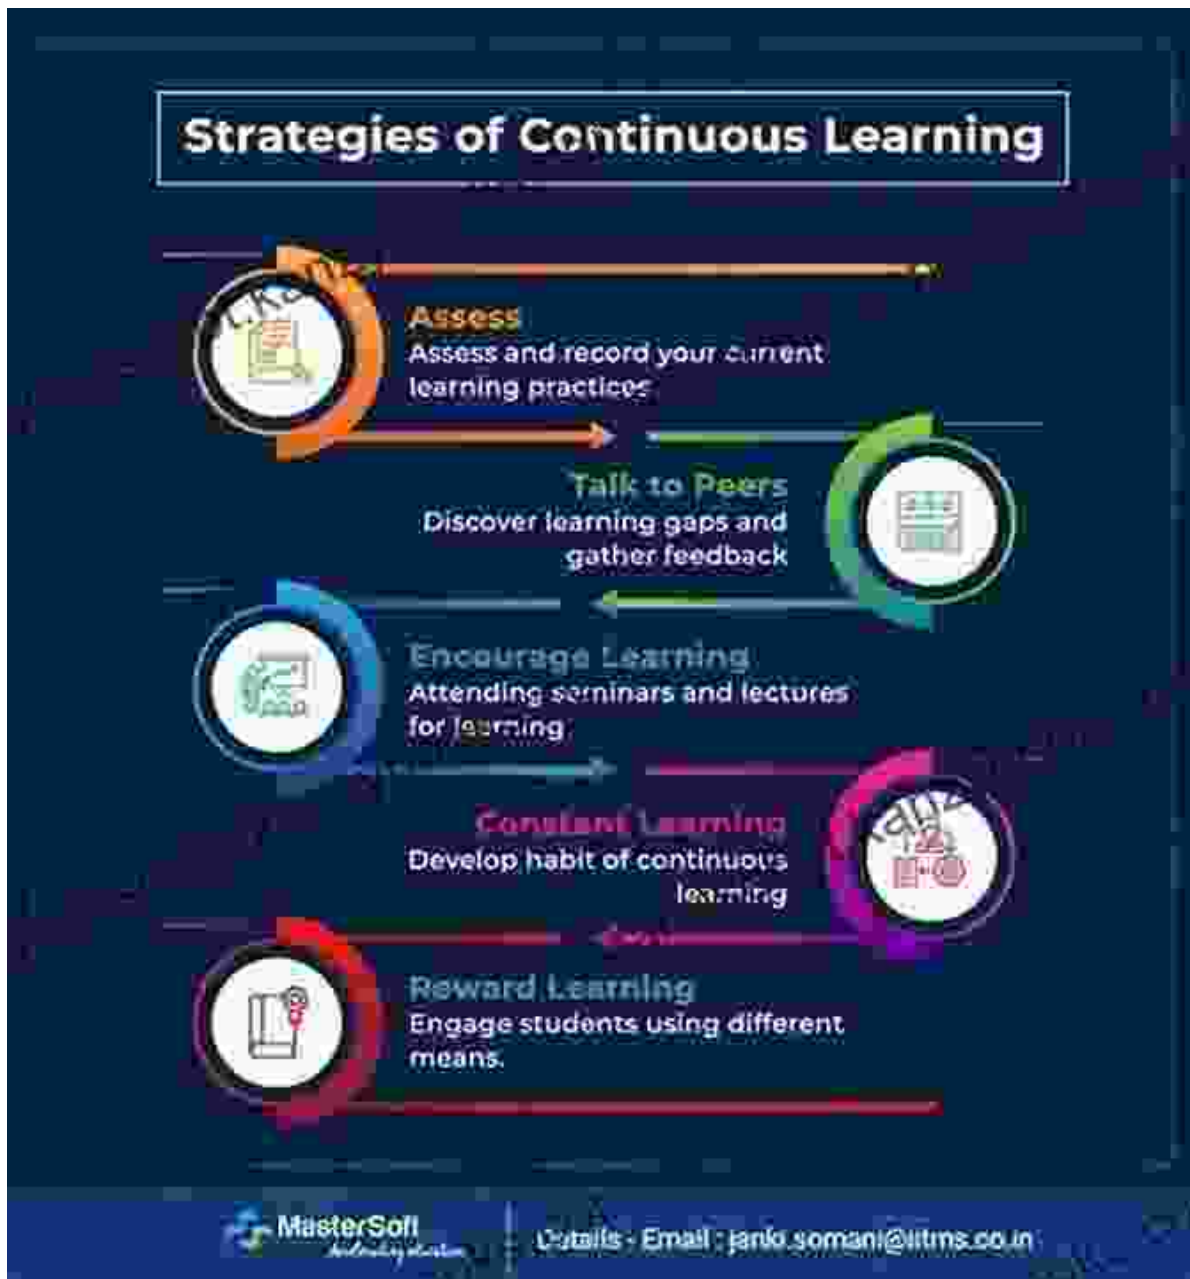 Strategies of Continuous Learning
Assess
Assess and record your current
learning practices
Talk to Peers
Discover learning gaps and
gather feedback
Encourage Learning
Attending seminars and lectures
for learning
Constant Learning
Develop habit of continuous
learning
Reward Learning
Engage students using different
means.
MasterSoft
Details - Email : janki.somani@iitms.co.in